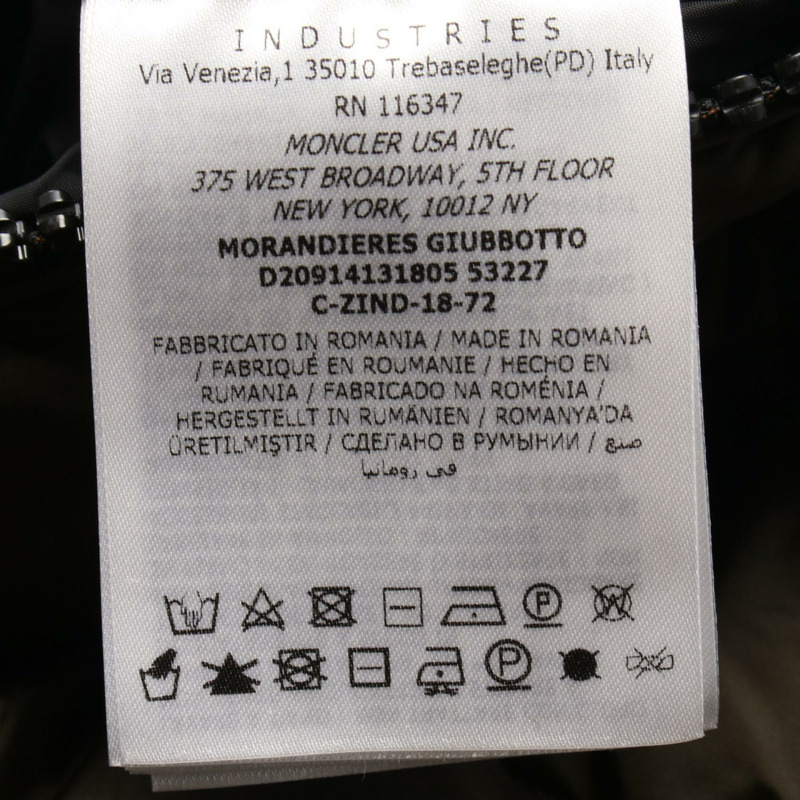 INDUSTRIES
Via Venezia,1 35010 Trebaseleghe(PD) Italy
RN 116347
MONCLER USA INC.
375 WEST BROADWAY, 5TH FLOOR
NEW YORK, 10012 NY
MORANDIERES GIUBBOTTO
D20914131805 53227
C-ZIND-18-72
FABBRICATO IN ROMANIA / MADE IN ROMANIA
/ FABRIQUÉ EN ROUMANIE / HECHO EN
RUMANIA / FABRICADO NA ROMÉNIA /
HERGESTELLT IN RUMÄNIEN / ROMANYA'DA
ÜRETILMIŞTIR / СДЕЛАНО В РУМЫНИИ / صنع
في رومانيا
P W
P